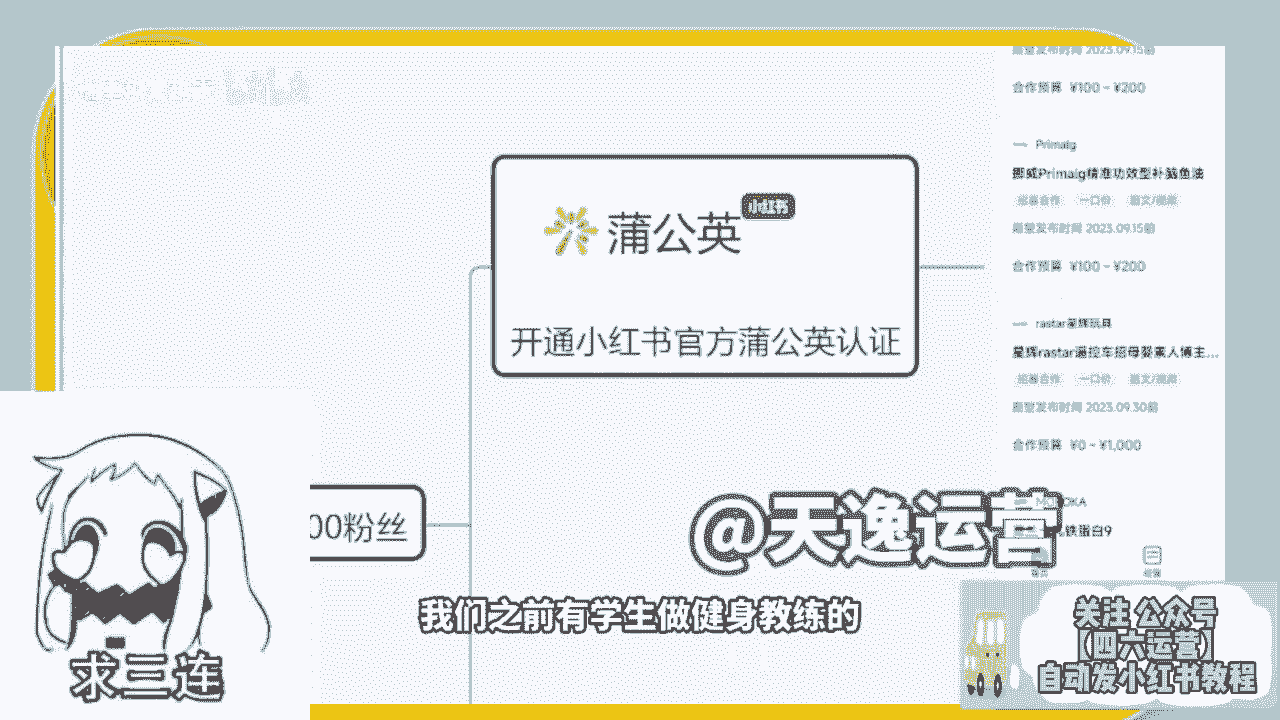 期望发布时间 2023.09.15前
合作预算 ¥100 ~ ¥200
Primalg
挪威Primalg精准功效型补脑鱼油
招募合作 一口价 图文/视频
期望发布时间 2023.09.15前
合作预算 ¥100 ~ ¥200
小红书
蒲公英
开通小红书官方蒲公英认证
rastar星辉玩具
星辉rastar遥控车招母婴素人博主...
招募合作 一口价 图文/视频
期望发布时间 2023.09.30前
合作预算 ¥0 ~ ¥1,000
00粉丝
@天逸运营
铁蛋白9
我们之前有学生做健身教练的
关注 公众号
(四六运营)
自动发小红书教程
求三连